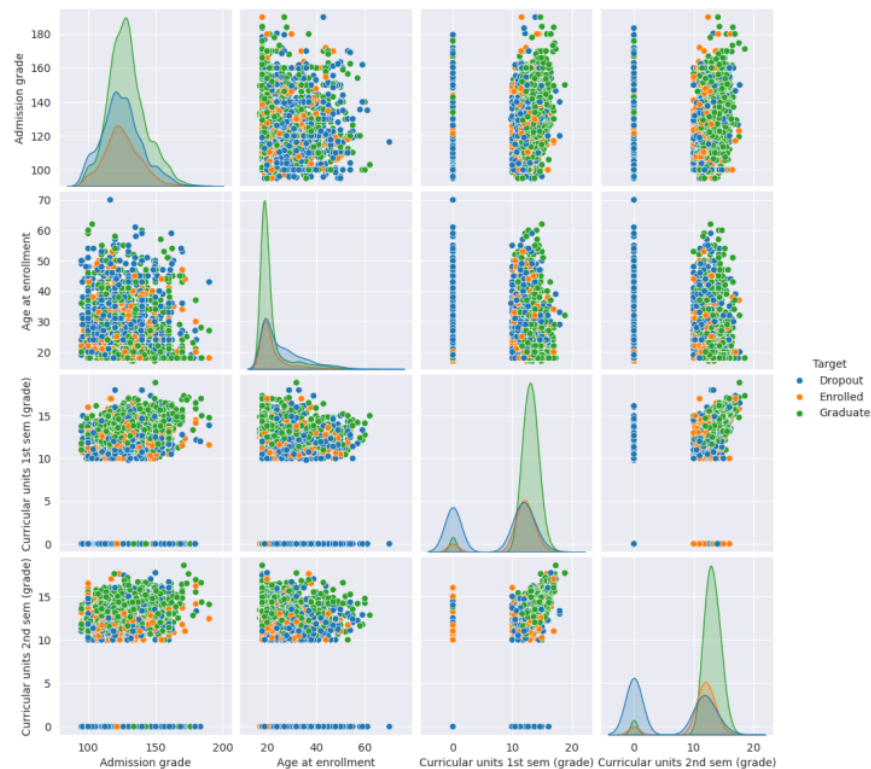 180
160
140
120
100
Admission grade
70
60
50
40
30
20
Age at enrollment
15
10
5
0
Curricular units 1st sem (grade)
Target
Dropout
Enrolled
Graduate
15
10
5
0
Curricular units 2nd sem (grade)
100 150 200
Admission grade
20 40 60
Age at enrollment
0 10 20
Curricular units 1st sem (grade)
0 10 20
Curricular units 2nd sem (grade)